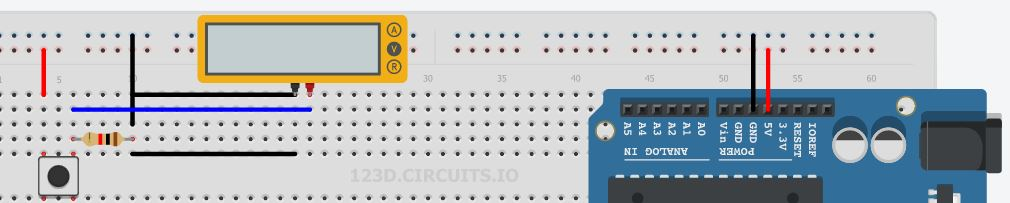 A
V
R
5 10 30 35 40 45 50 55 60
A5 A4 A3 A2 A1 A0 Vin GND GND 5V 3.3V RESET IOREF
ANALOG IN POWER
123D.CIRCUITS.IO